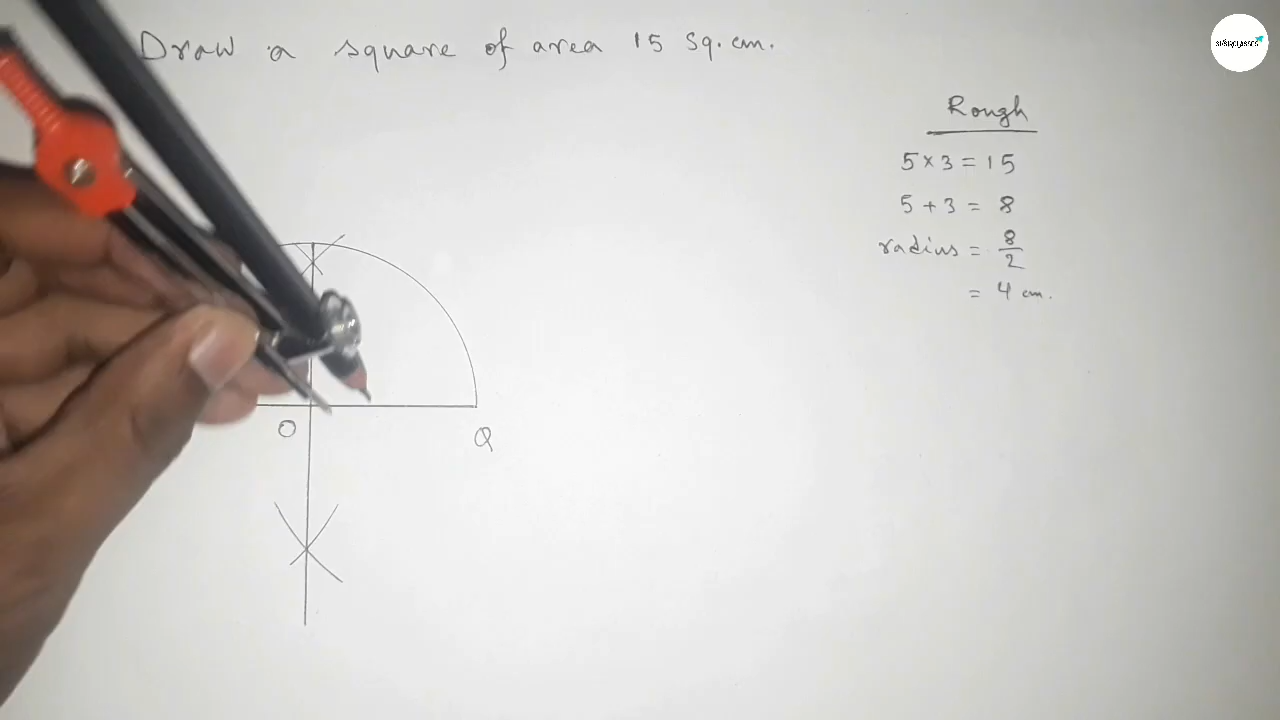 Draw a square of area 15 sq.cm.
Rough
5 × 3 = 15
5 + 3 = 8
radius = 8/2
= 4 cm.
O
Q